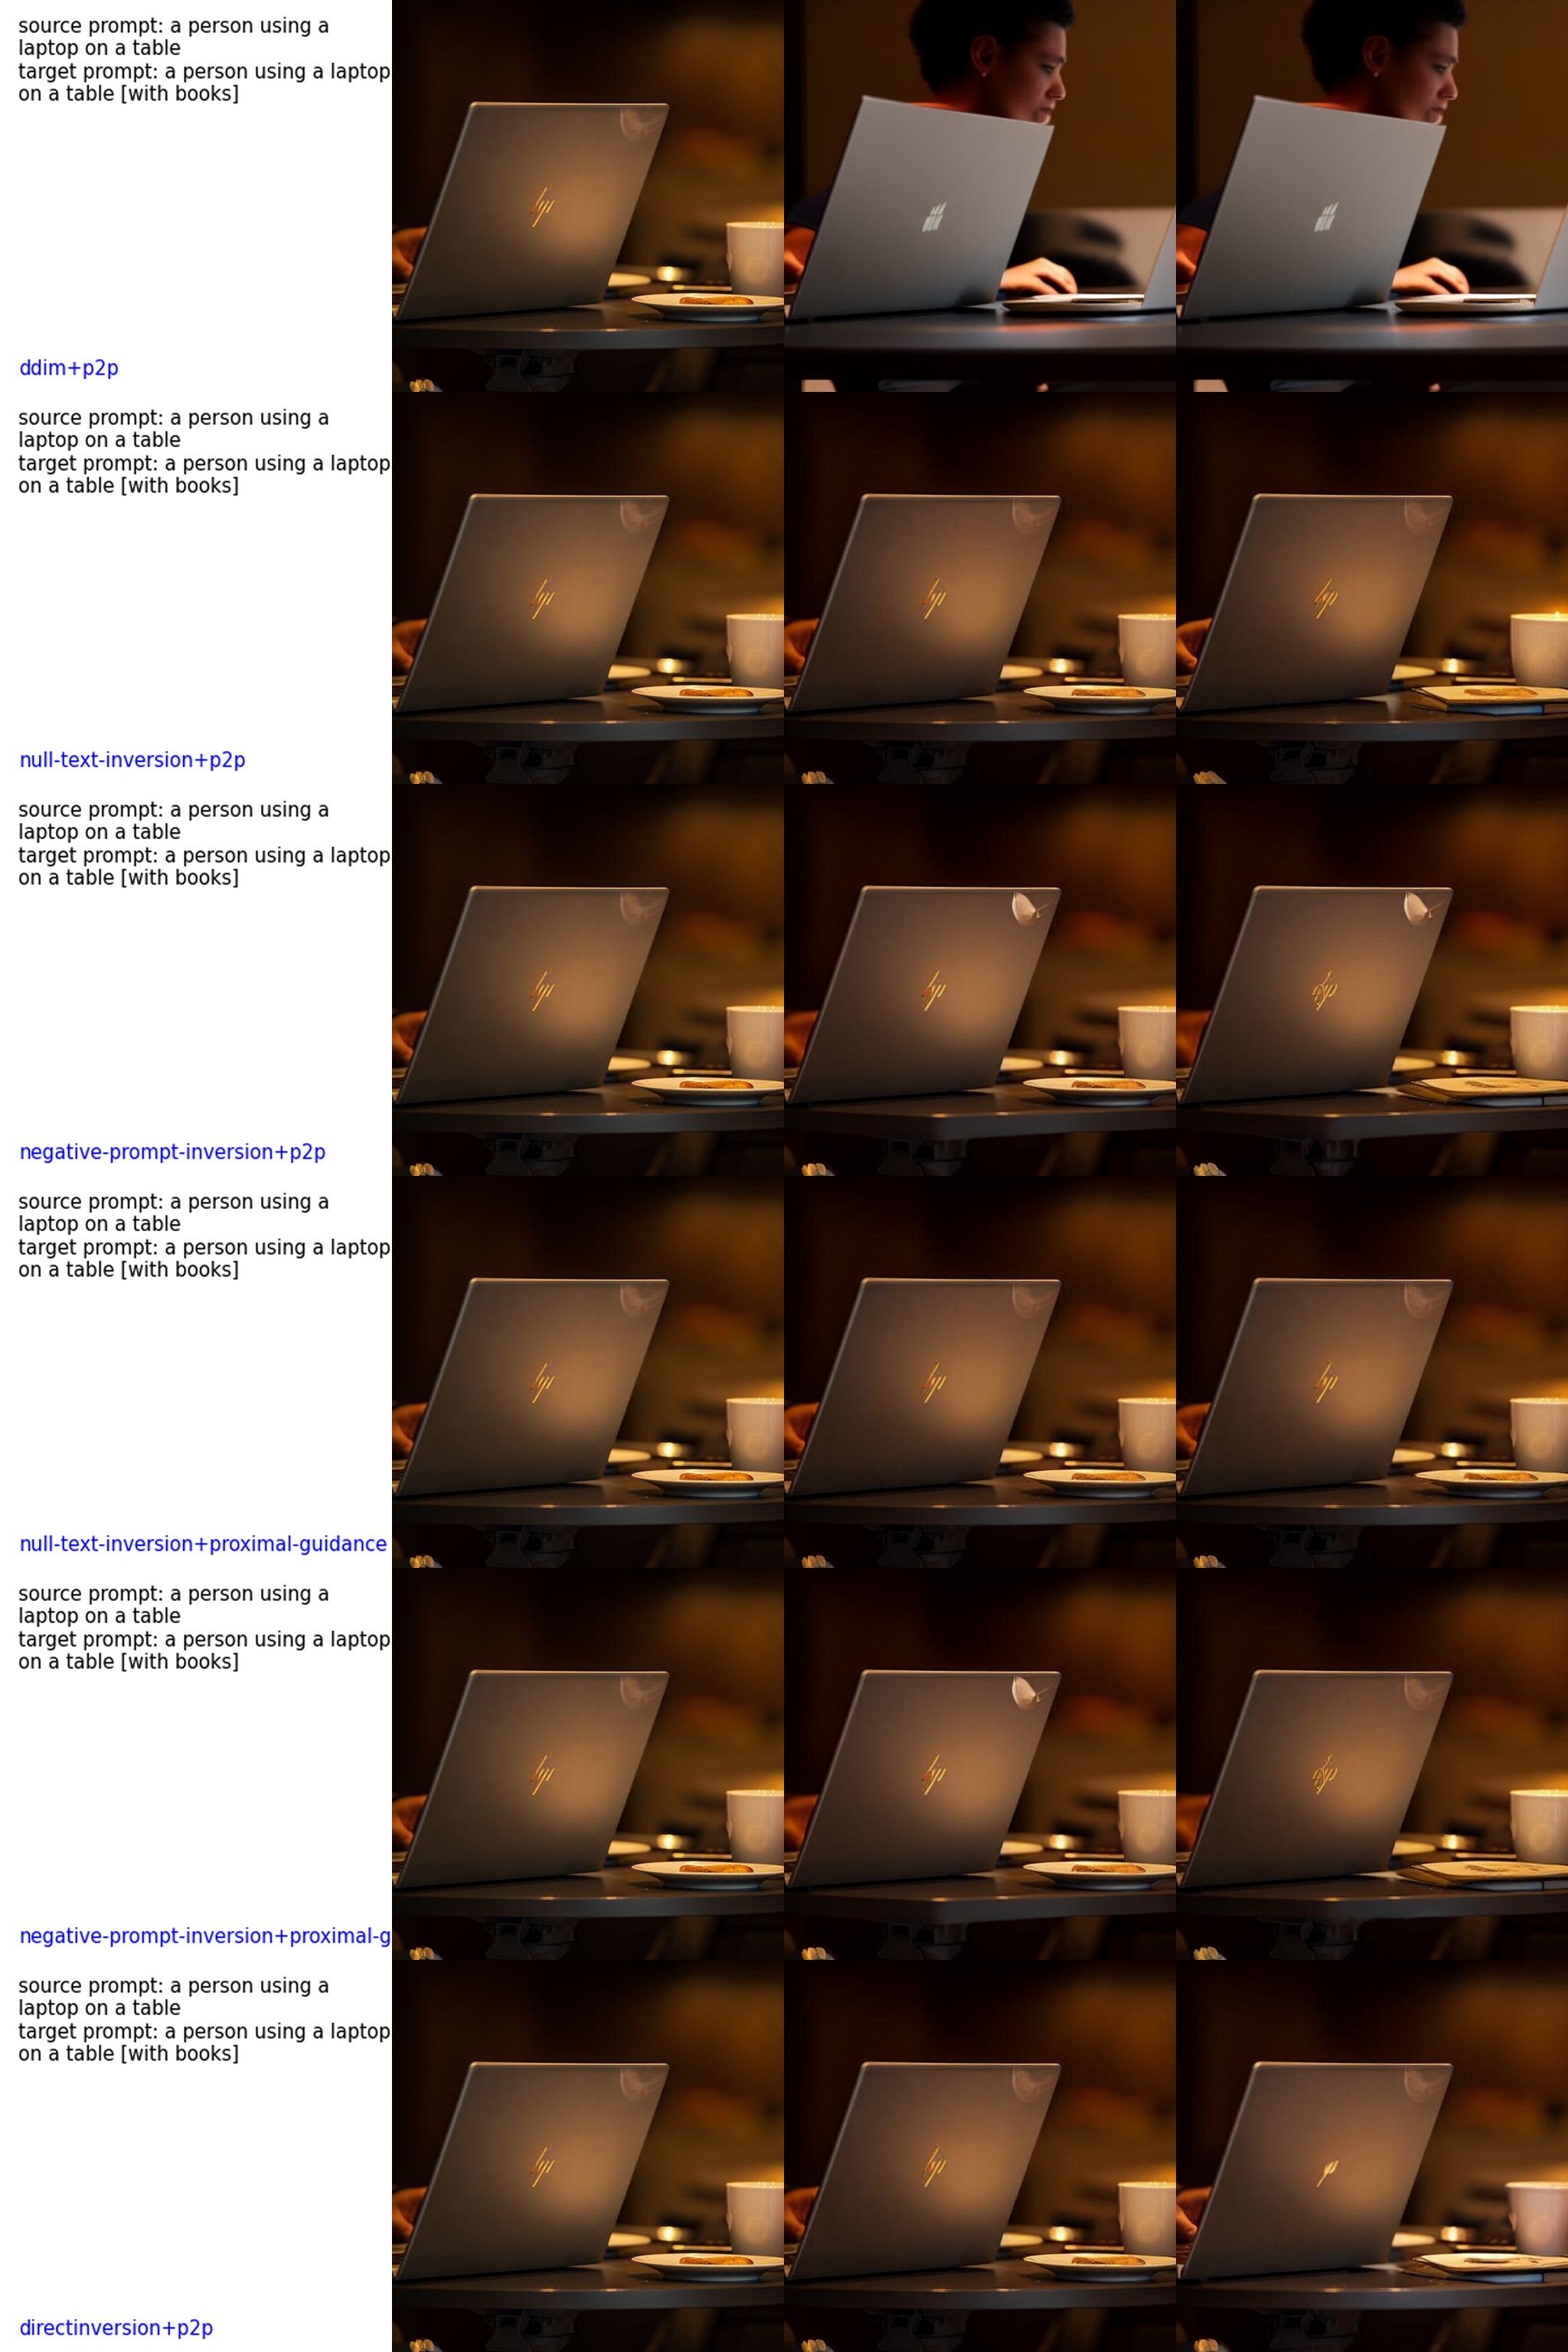 source prompt: a person using a
laptop on a table
target prompt: a person using a laptop
on a table [with books]
ddim+p2p
source prompt: a person using a
laptop on a table
target prompt: a person using a laptop
on a table [with books]
null-text-inversion+p2p
source prompt: a person using a
laptop on a table
target prompt: a person using a laptop
on a table [with books]
negative-prompt-inversion+p2p
source prompt: a person using a
laptop on a table
target prompt: a person using a laptop
on a table [with books]
null-text-inversion+proximal-guidance
source prompt: a person using a
laptop on a table
target prompt: a person using a laptop
on a table [with books]
negative-prompt-inversion+proximal-g
source prompt: a person using a
laptop on a table
target prompt: a person using a laptop
on a table [with books]
directinversion+p2p